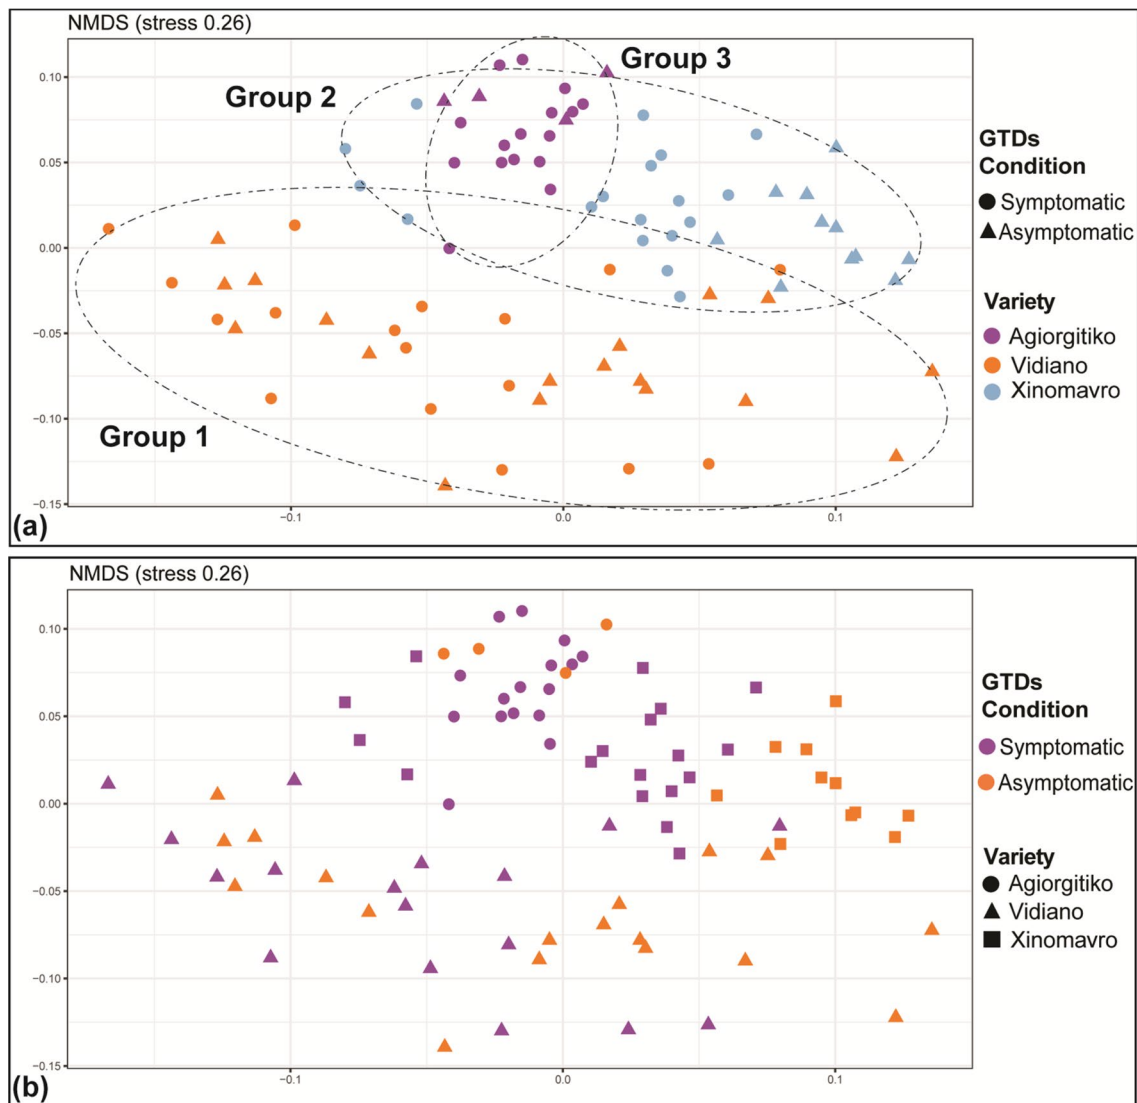 NMDS (stress 0.26)
Group 3
Group 2
Group 1
0.10
0.05
0.00
−0.05
−0.10
−0.15
−0.1
0.0
0.1
(a)
GTDs
Condition
Symptomatic
Asymptomatic
Variety
Agiorgitiko
Vidiano
Xinomavro
NMDS (stress 0.26)
0.10
0.05
0.00
−0.05
−0.10
−0.15
−0.1
0.0
0.1
(b)
GTDs
Condition
Symptomatic
Asymptomatic
Variety
Agiorgitiko
Vidiano
Xinomavro